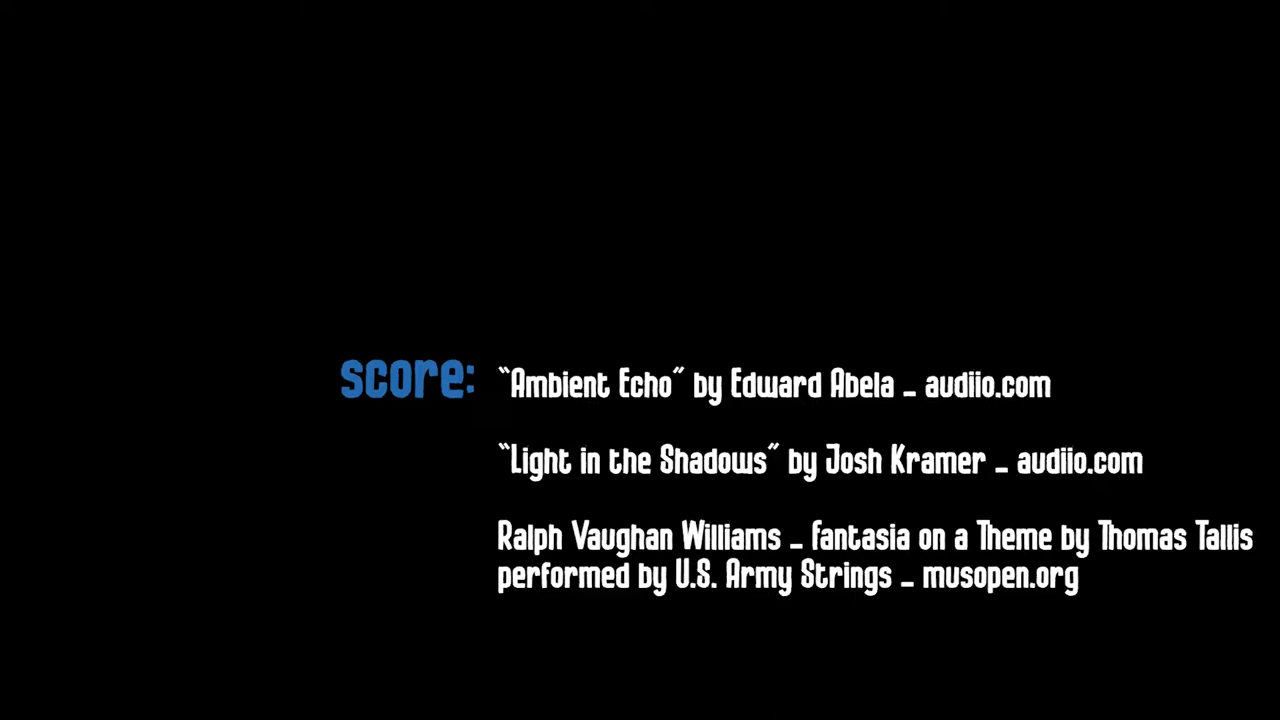 score: "Ambient Echo" by Edward Abela - audiio.com
"Light in the Shadows" by Josh Kramer - audiio.com
Ralph Vaughan Williams - Fantasia on a Theme by Thomas Tallis
performed by U.S. Army Strings - musopen.org